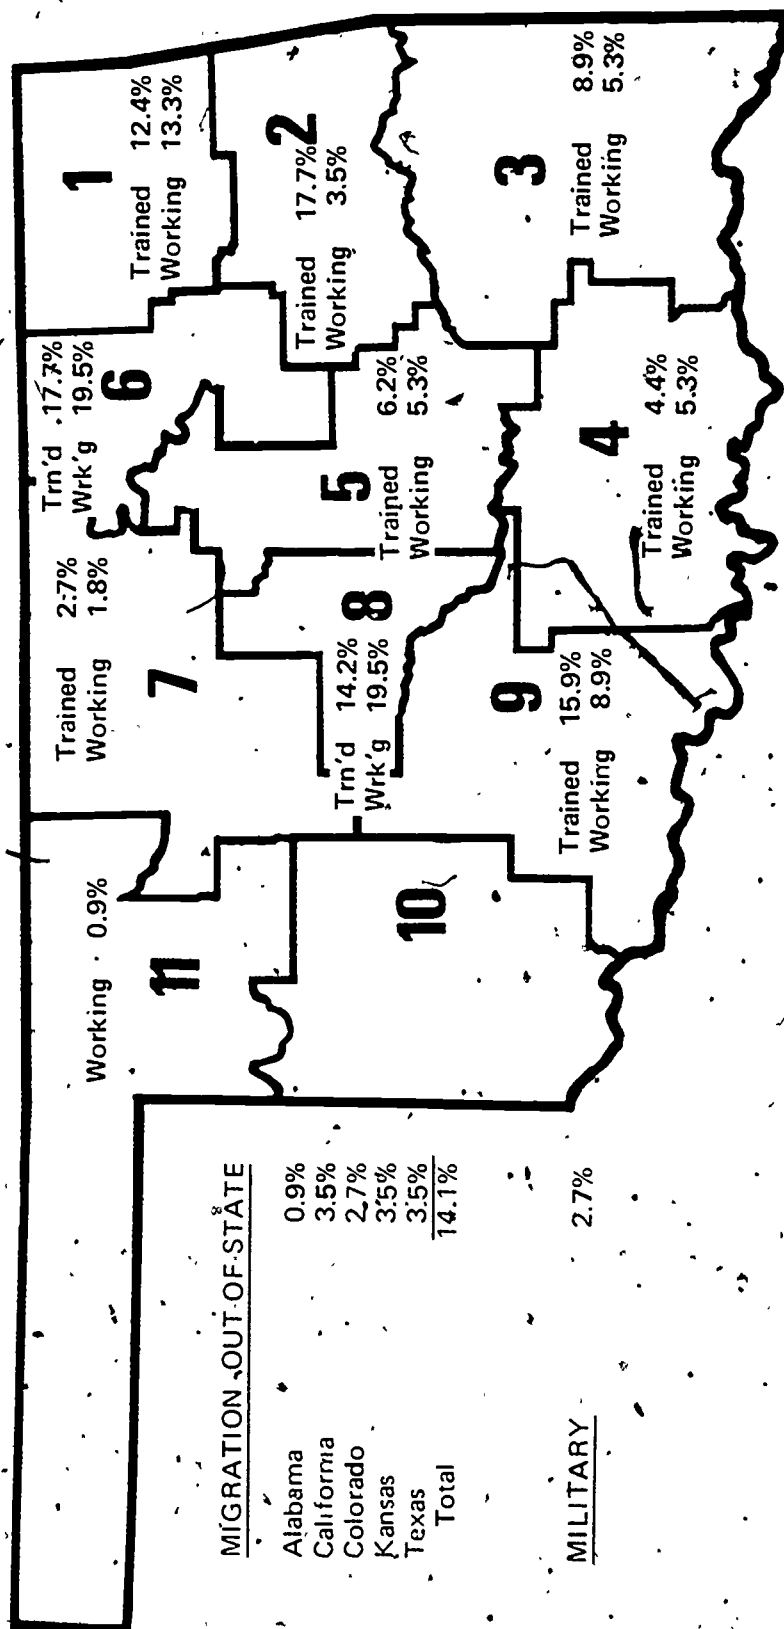 1
Trained 12.4%
Working 13.3%
2
Trained 17.7%
Working 3.5%
3
Trained 8.9%
Working 5.3%
4
Trained 4.4%
Working 5.3%
5
Trained 6.2%
Working 5.3%
6
Trn'd 17.7%
Wrk'g 19.5%
7
Trained 2.7%
Working 1.8%
8
Trn'd 14.2%
Wrk'g 19.5%
9
Trained 15.9%
Working 8.9%
10
11
Working 0.9%
MIGRATION OUT-OF-STATE
Alabama 0.9%
California 3.5%
Colorado 2.7%
Kansas 3.5%
Texas 3.5%
Total 14.1%
MILITARY 2.7%